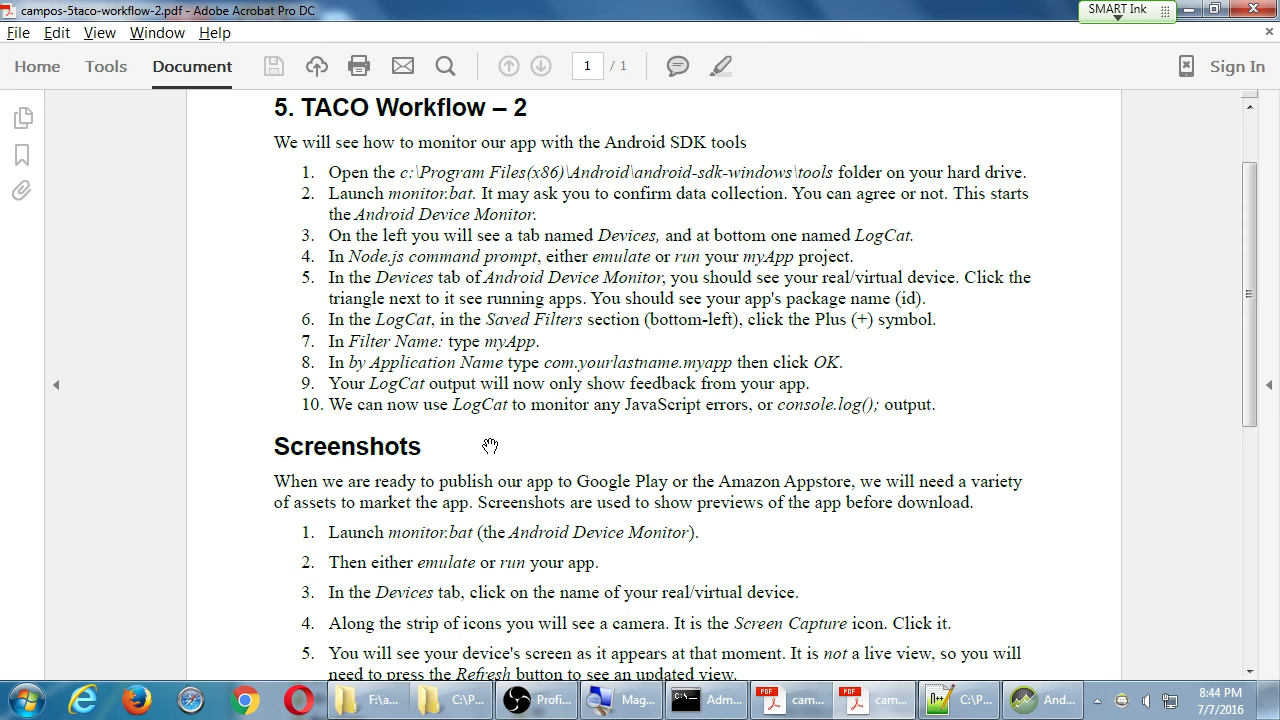 campos-5taco-workflow-2.pdf - Adobe Acrobat Pro DC
SMART Ink
File Edit View Window Help
Home Tools Document 1 / 1 Sign In
5. TACO Workflow – 2
We will see how to monitor our app with the Android SDK tools
1. Open the c:\Program Files(x86)\Android\android-sdk-windows\tools folder on your hard drive.
2. Launch monitor.bat. It may ask you to confirm data collection. You can agree or not. This starts
the Android Device Monitor.
3. On the left you will see a tab named Devices, and at bottom one named LogCat.
4. In Node.js command prompt, either emulate or run your myApp project.
5. In the Devices tab of Android Device Monitor, you should see your real/virtual device. Click the
triangle next to it see running apps. You should see your app's package name (id).
6. In the LogCat, in the Saved Filters section (bottom-left), click the Plus (+) symbol.
7. In Filter Name: type myApp.
8. In by Application Name type com.yourlastname.myapp then click OK.
9. Your LogCat output will now only show feedback from your app.
10. We can now use LogCat to monitor any JavaScript errors, or console.log(); output.
Screenshots
When we are ready to publish our app to Google Play or the Amazon Appstore, we will need a variety
of assets to market the app. Screenshots are used to show previews of the app before download.
1. Launch monitor.bat (the Android Device Monitor).
2. Then either emulate or run your app.
3. In the Devices tab, click on the name of your real/virtual device.
4. Along the strip of icons you will see a camera. It is the Screen Capture icon. Click it.
5. You will see your device's screen as it appears at that moment. It is not a live view, so you will
need to press the Refresh button to see an updated view.
F:\a... C:\P... Profi... Mag... Adm... cam... cam... C:\P... And... 8:44 PM
7/7/2016